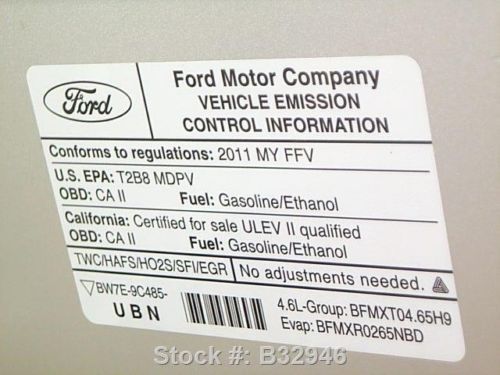 Ford
Ford Motor Company
VEHICLE EMISSION
CONTROL INFORMATION
Conforms to regulations: 2011 MY FFV
U.S. EPA: T2B8 MDPV
OBD: CA II Fuel: Gasoline/Ethanol
California: Certified for sale ULEV II qualified
OBD: CA II Fuel: Gasoline/Ethanol
TWC/HAFS/HO2S/SFI/EGR No adjustments needed.
BW7E-9C485-
UBN
4.6L-Group: BFMXT04.65H9
Evap: BFMXR0265NBD
Stock #: B32946